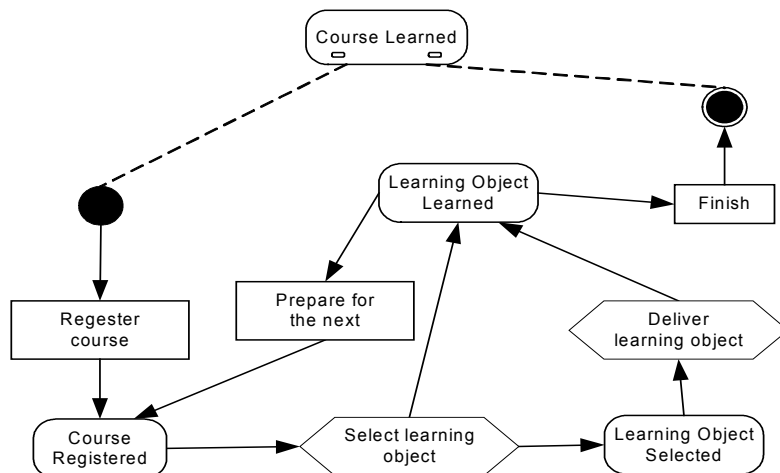 Course Learned
Learning Object
Learned
Finish
Prepare for
the next
Regester
course
Deliver
learning object
Course
Registered
Select learning
object
Learning Object
Selected